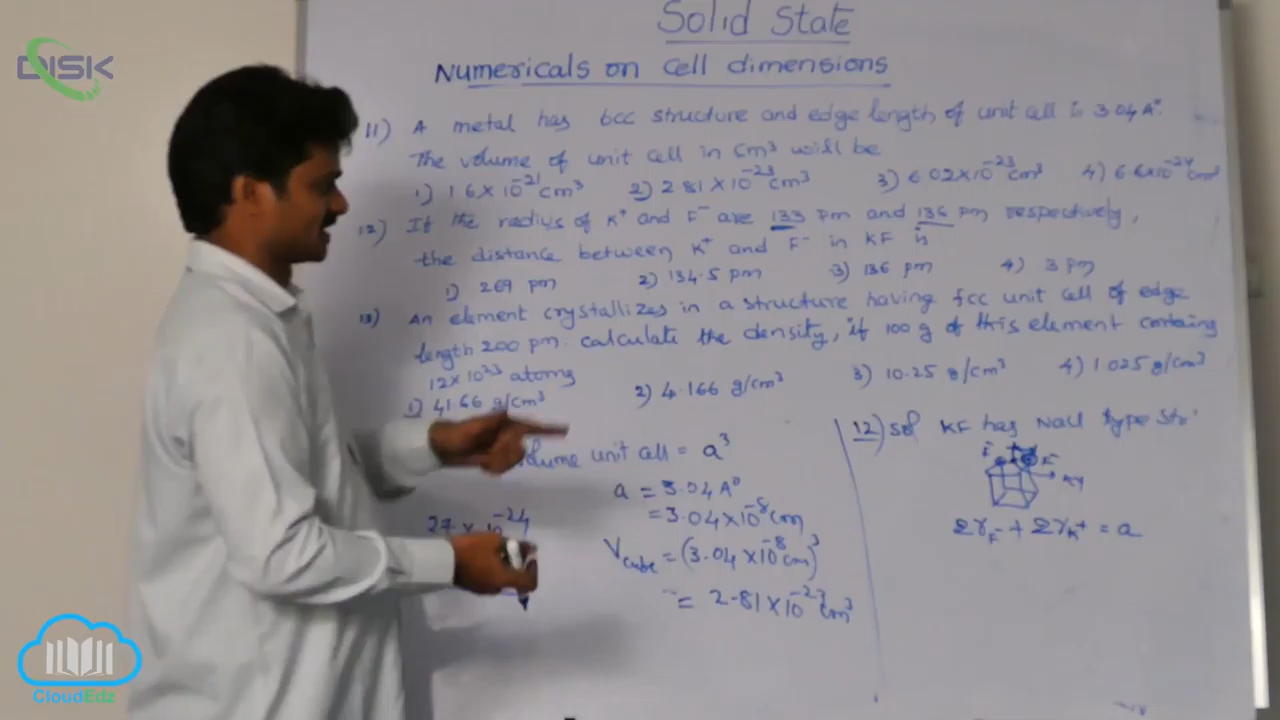 DISK
Solid State
Numericals on cell dimensions
11) A metal has bcc structure and edge length of unit cell is 3.04 A°.
The volume of unit cell in cm³ will be
1) 1.6 × 10⁻²¹ cm³ 2) 2.81 × 10⁻²³ cm³ 3) 6.02 × 10⁻²³ cm³ 4) 6.6 × 10⁻²⁴ cm³
12) If the radius of K⁺ and F⁻ are 133 pm and 136 pm respectively,
the distance between K⁺ and F⁻ in KF is
1) 269 pm 2) 134.5 pm 3) 136 pm 4) 3 pm
13) An element crystallizes in a structure having fcc unit cell of edge
length 200 pm. calculate the density, if 100 g of this element containg
12 × 10²³ atoms
1) 41.66 g/cm³ 2) 4.166 g/cm³ 3) 10.25 g/cm³ 4) 1.025 g/cm³
volume unit cell = a³
a = 3.04 A°
= 3.04 × 10⁻⁸ cm
V cube = (3.04 × 10⁻⁸ cm)³
= 2.81 × 10⁻²³ cm³
27 × 10⁻²⁴
12) Sol KF has NaCl type str
2r F⁻ + 2r K⁺ = a
CloudEdz